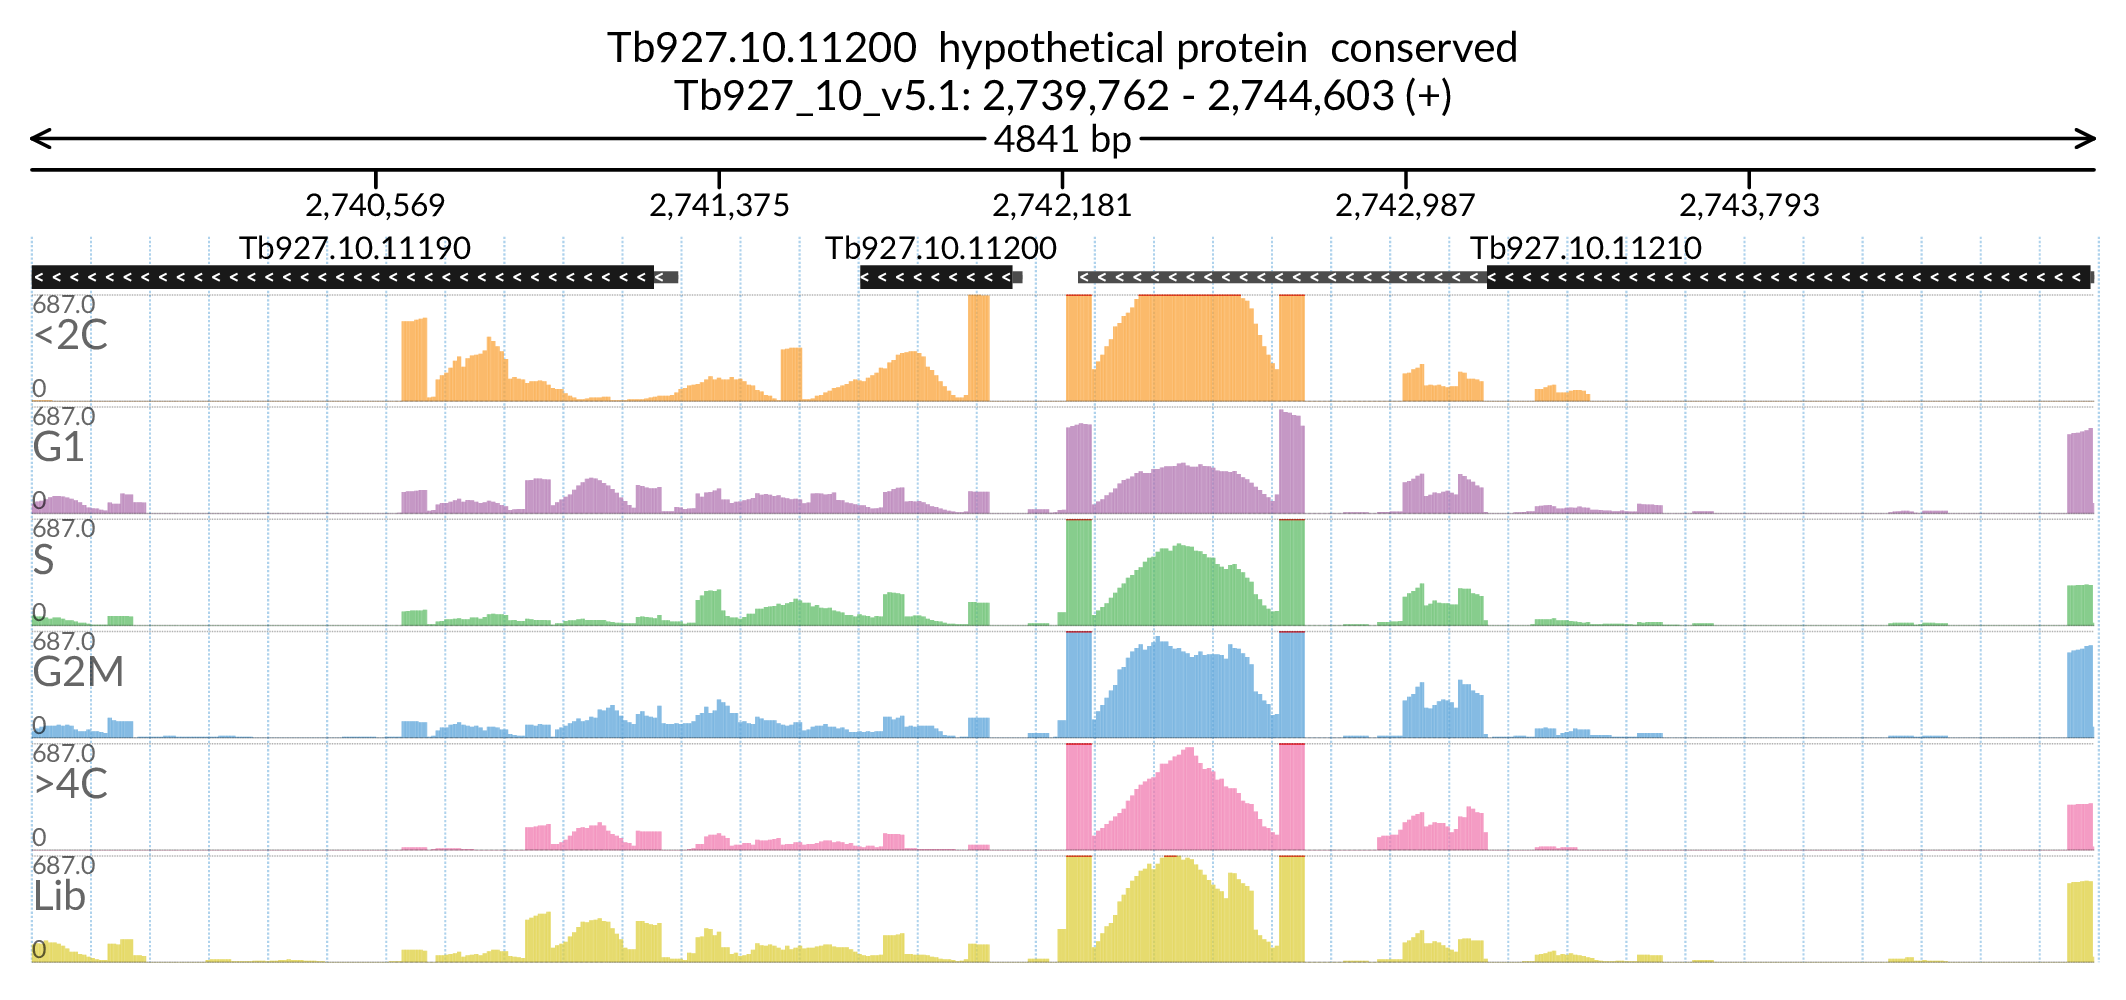 Tb927.10.11200  hypothetical protein  conserved
Tb927_10_v5.1: 2,739,762 - 2,744,603 (+)
4841 bp
2,740,569 2,741,375 2,742,181 2,742,987 2,743,793
Tb927.10.11190 Tb927.10.11200 Tb927.10.11210
687.0
<2C
0
687.0
G1
0
687.0
S
0
687.0
G2M
0
687.0
>4C
0
687.0
Lib
0